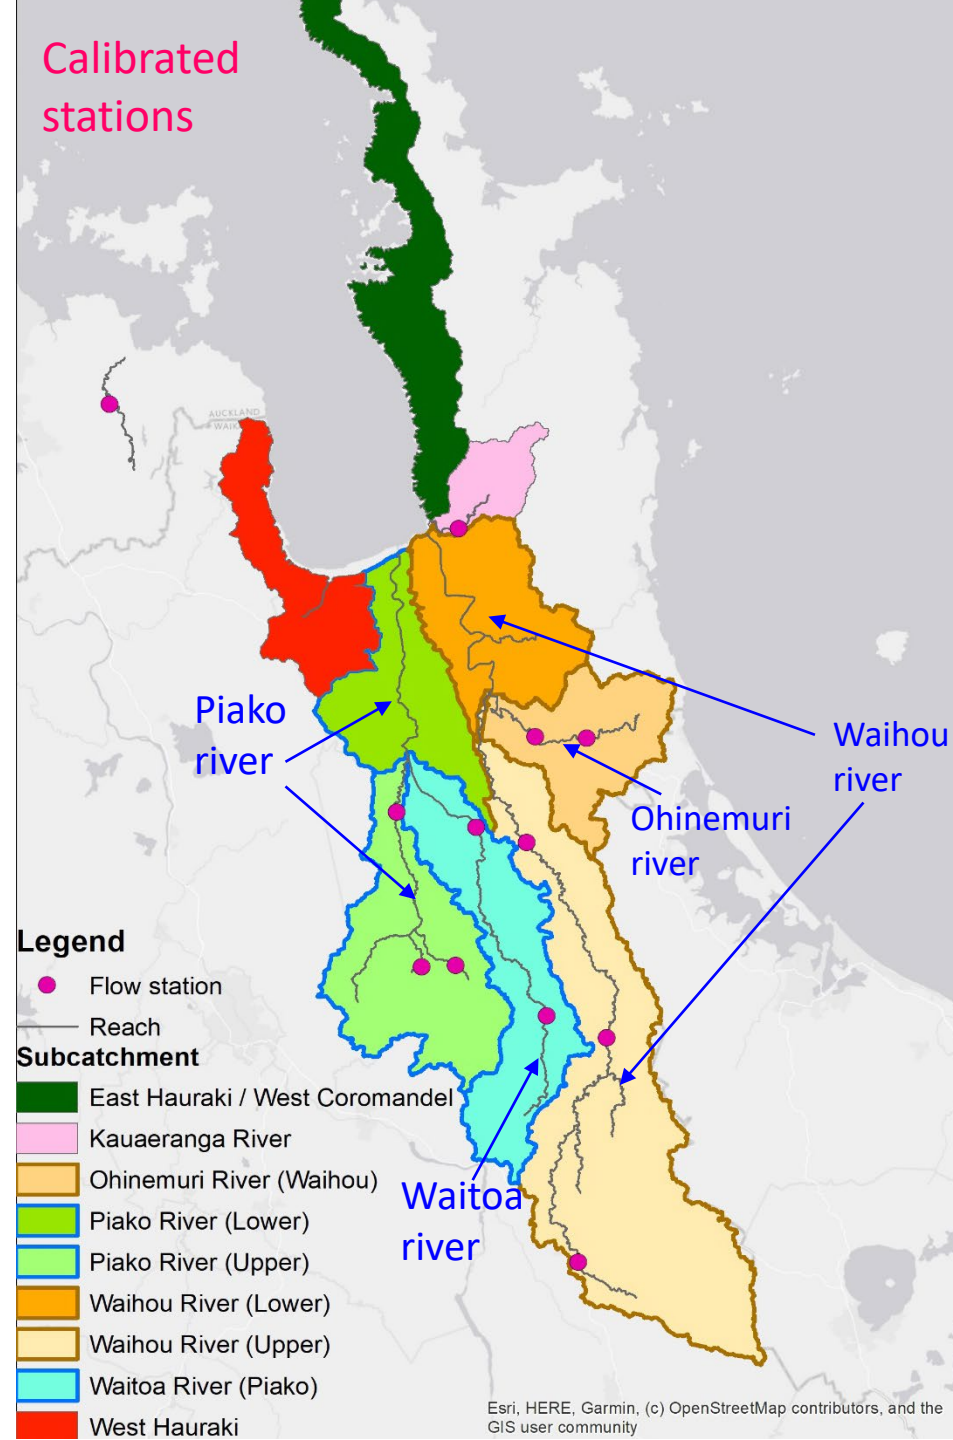 Calibrated
stations
AUCKLAND
WAIK
Piako
river
Waihou
river
Ohinemuri
river
Waitoa
river
Legend
Flow station
Reach
Subcatchment
East Hauraki / West Coromandel
Kauaeranga River
Ohinemuri River (Waihou)
Piako River (Lower)
Piako River (Upper)
Waihou River (Lower)
Waihou River (Upper)
Waitoa River (Piako)
West Hauraki
Esri, HERE, Garmin, (c) OpenStreetMap contributors, and the
GIS user community